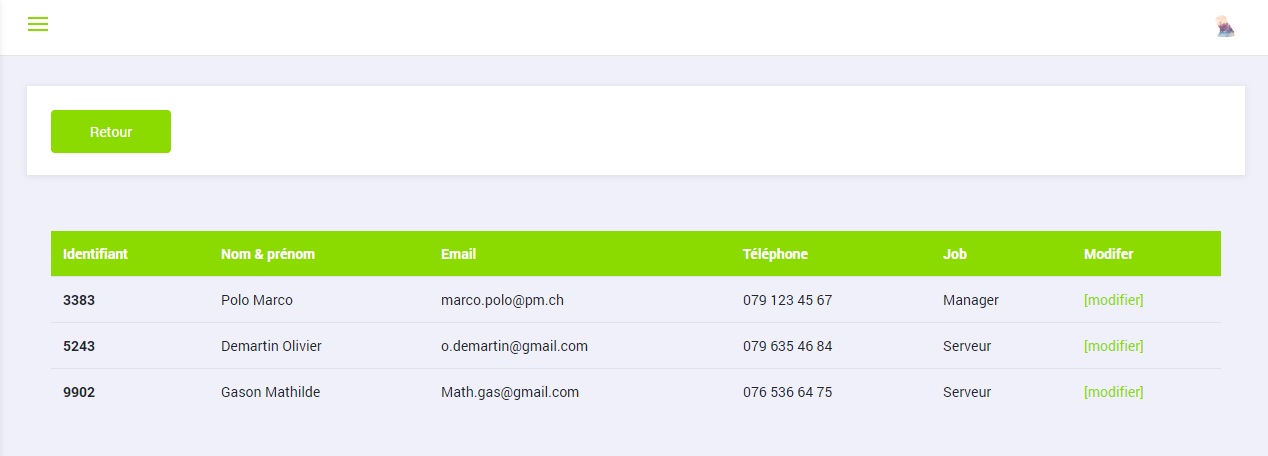 Retour
Identifiant Nom & prénom Email Téléphone Job Modifer
3383 Polo Marco marco.polo@pm.ch 079 123 45 67 Manager [modifier]
5243 Demartin Olivier o.demartin@gmail.com 079 635 46 84 Serveur [modifier]
9902 Gason Mathilde Math.gas@gmail.com 076 536 64 75 Serveur [modifier]